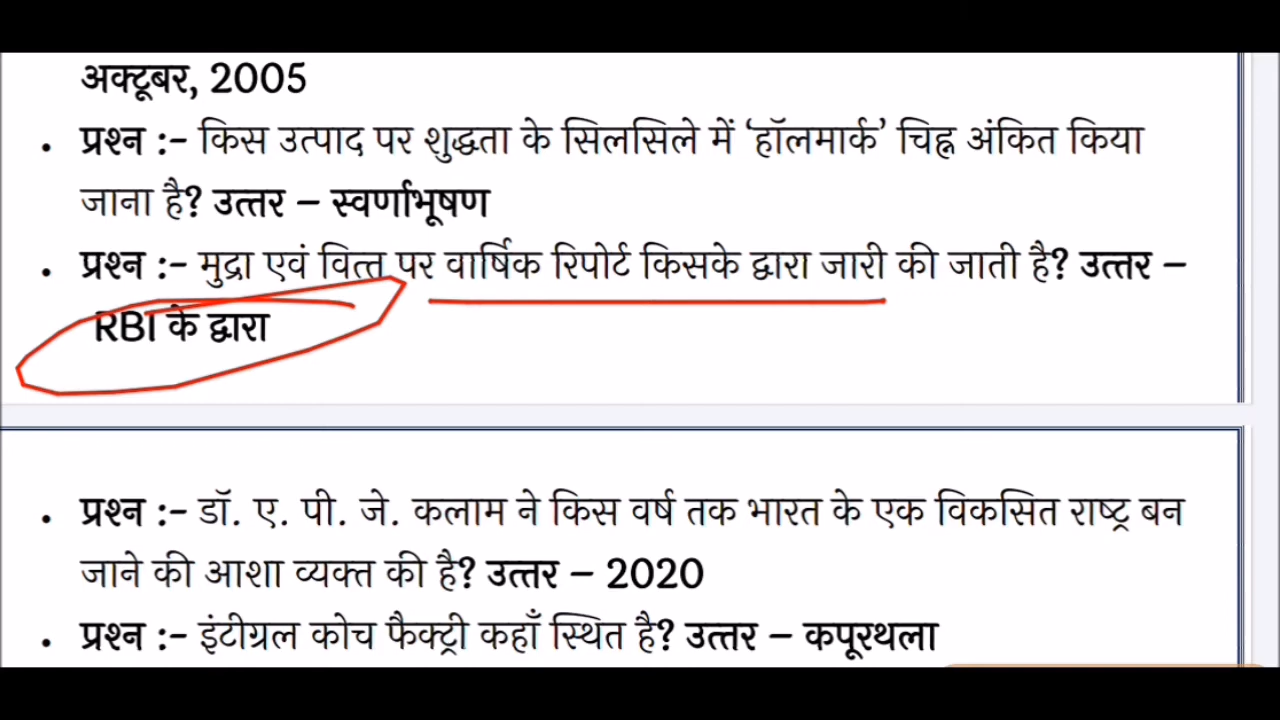 अक्टूबर, 2005
• प्रश्न :- किस उत्पाद पर शुद्धता के सिलसिले में ‘हॉलमार्क’ चिह्न अंकित किया
जाना है? उत्तर – स्वर्णाभूषण
• प्रश्न :- मुद्रा एवं वित्त पर वार्षिक रिपोर्ट किसके द्वारा जारी की जाती है? उत्तर –
RBI के द्वारा
• प्रश्न :- डॉ. ए. पी. जे. कलाम ने किस वर्ष तक भारत के एक विकसित राष्ट्र बन
जाने की आशा व्यक्त की है? उत्तर – 2020
• प्रश्न :- इंटीग्रल कोच फैक्ट्री कहाँ स्थित है? उत्तर – कपूरथला